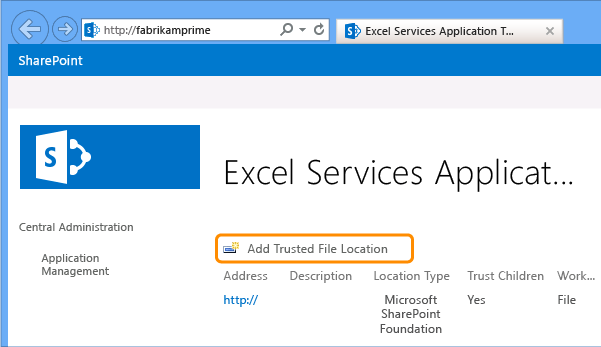 http://fabrikamprime
Excel Services Application T...
SharePoint
S
Excel Services Applicat...
Central Administration
Application
Management
Add Trusted File Location
Address Description Location Type Trust Children Work...
http:// Microsoft SharePoint Foundation Yes File